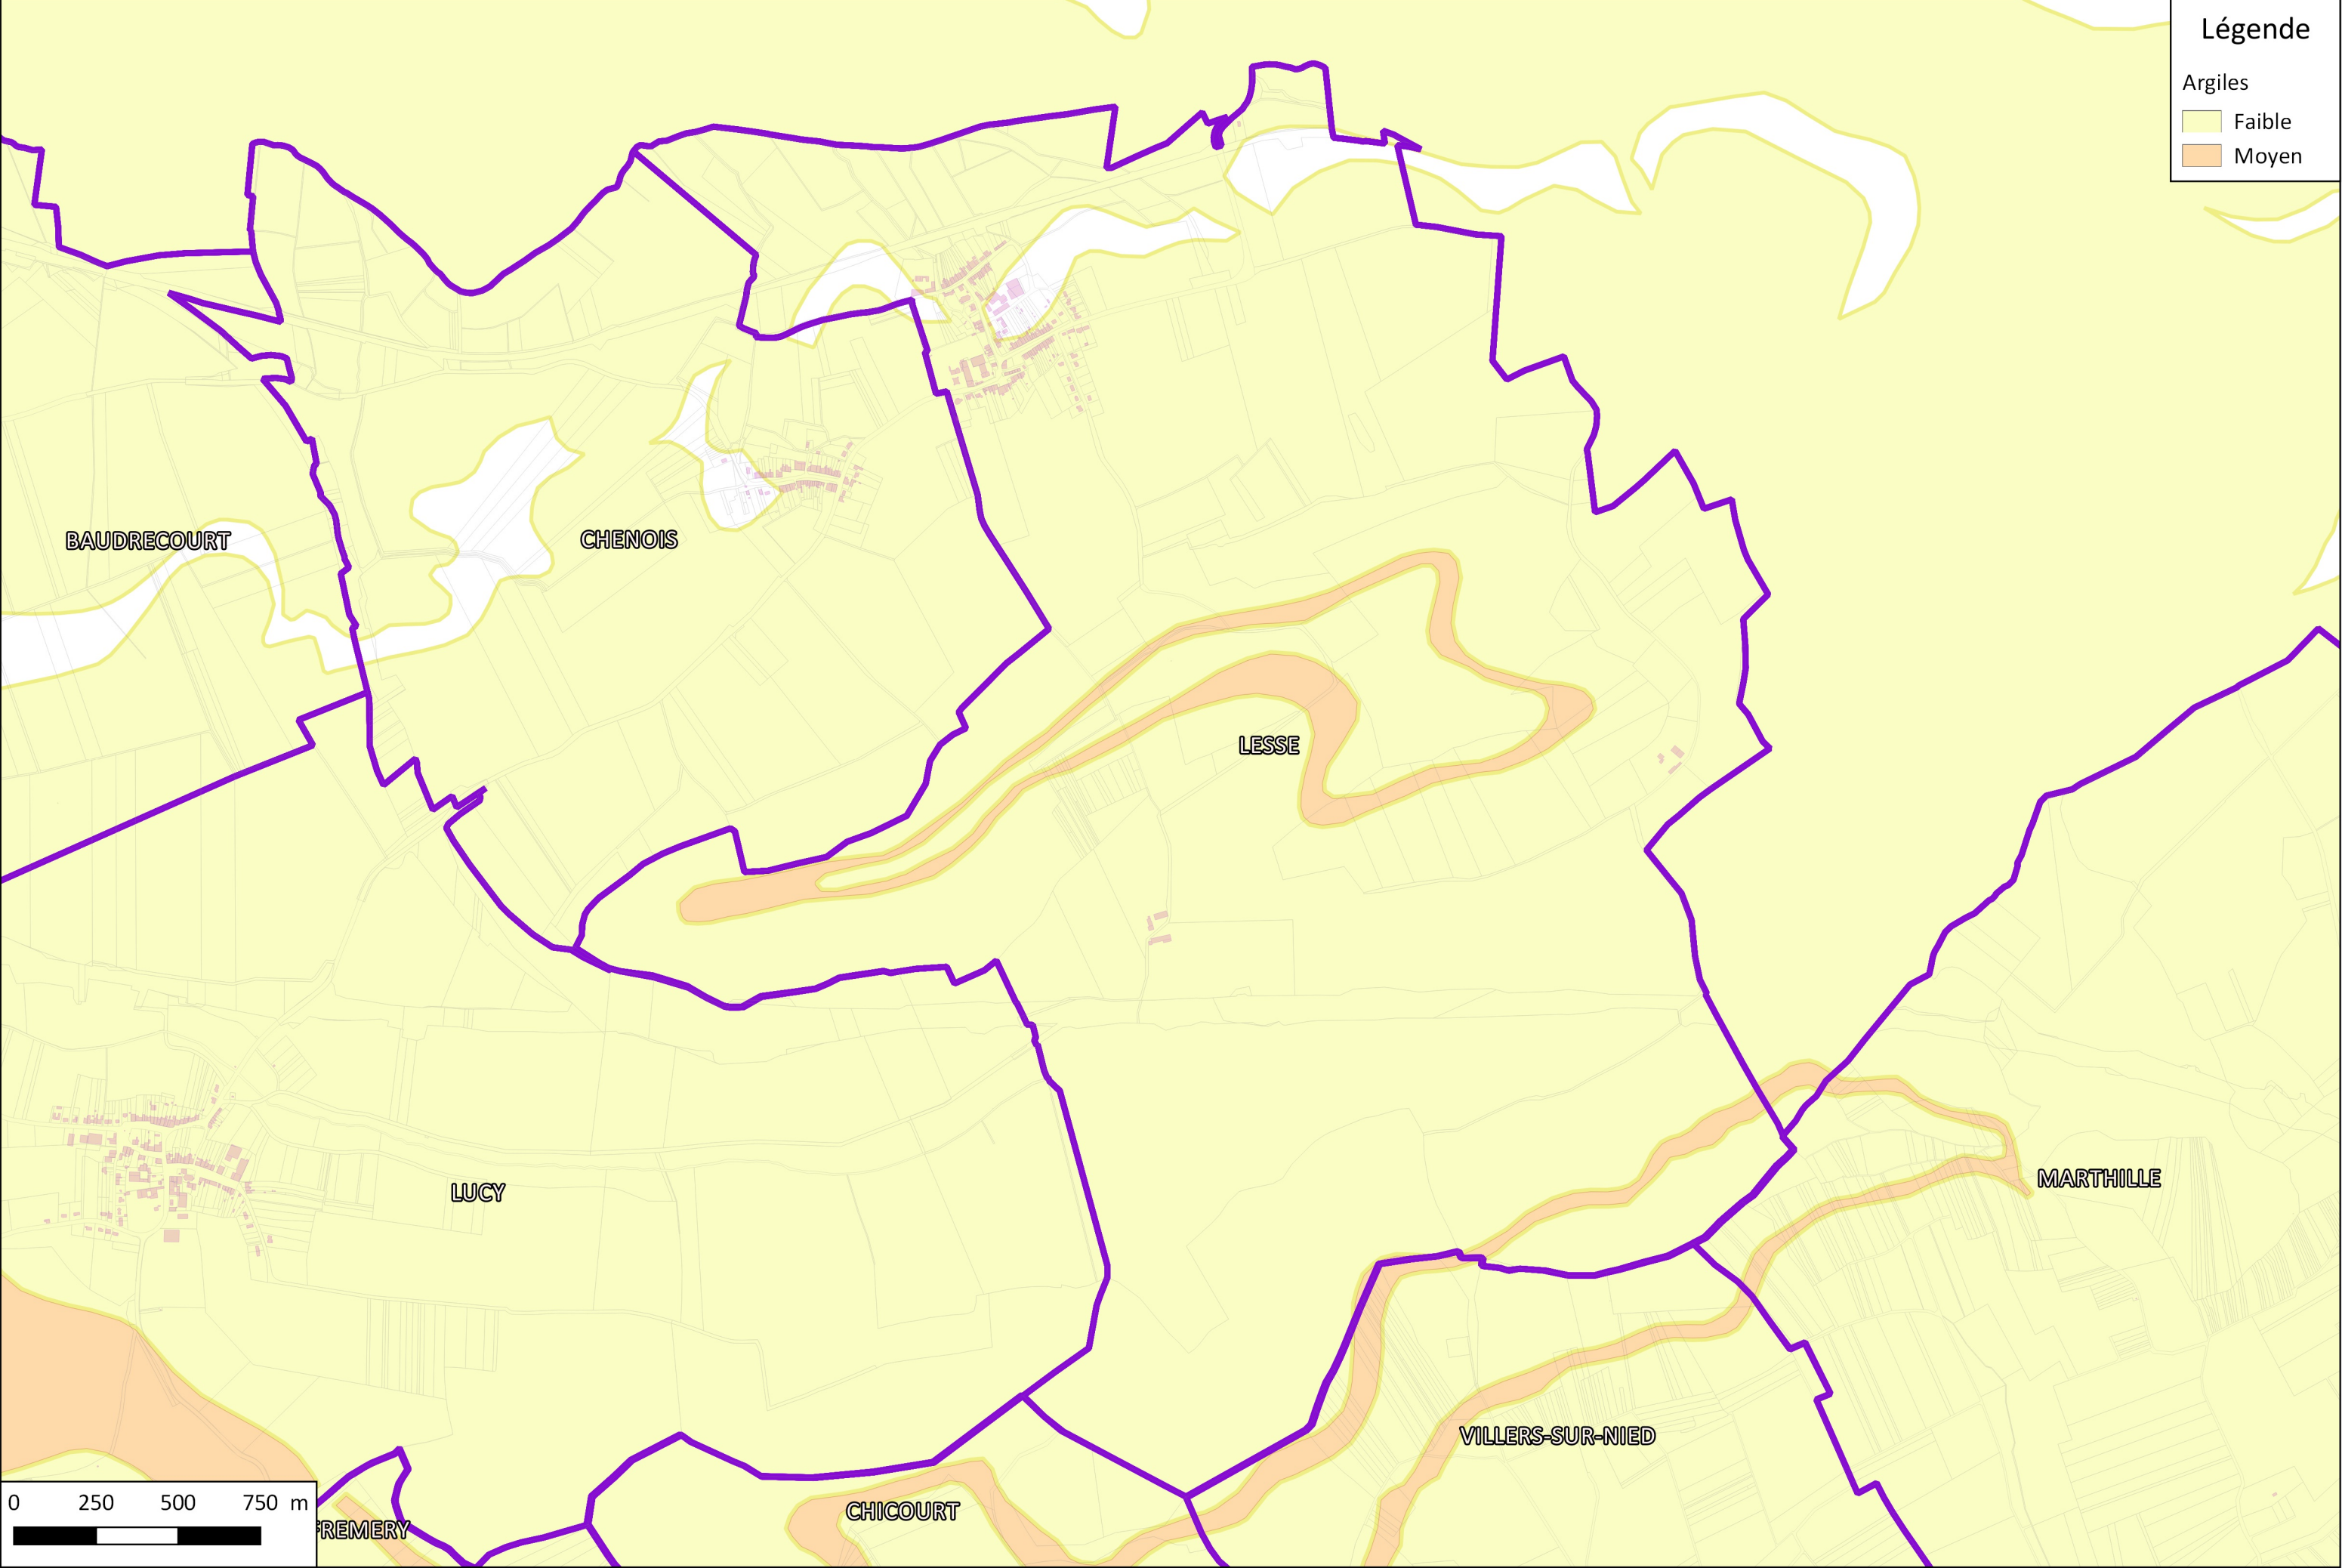 Légende
Argiles
Faible
Moyen
BAUDRECOURT
CHENOIS
LESSE
MARTHILLE
LUCY
VILLERS-SUR-NIED
CHICOURT
FREMERY
0 250 500 750 m